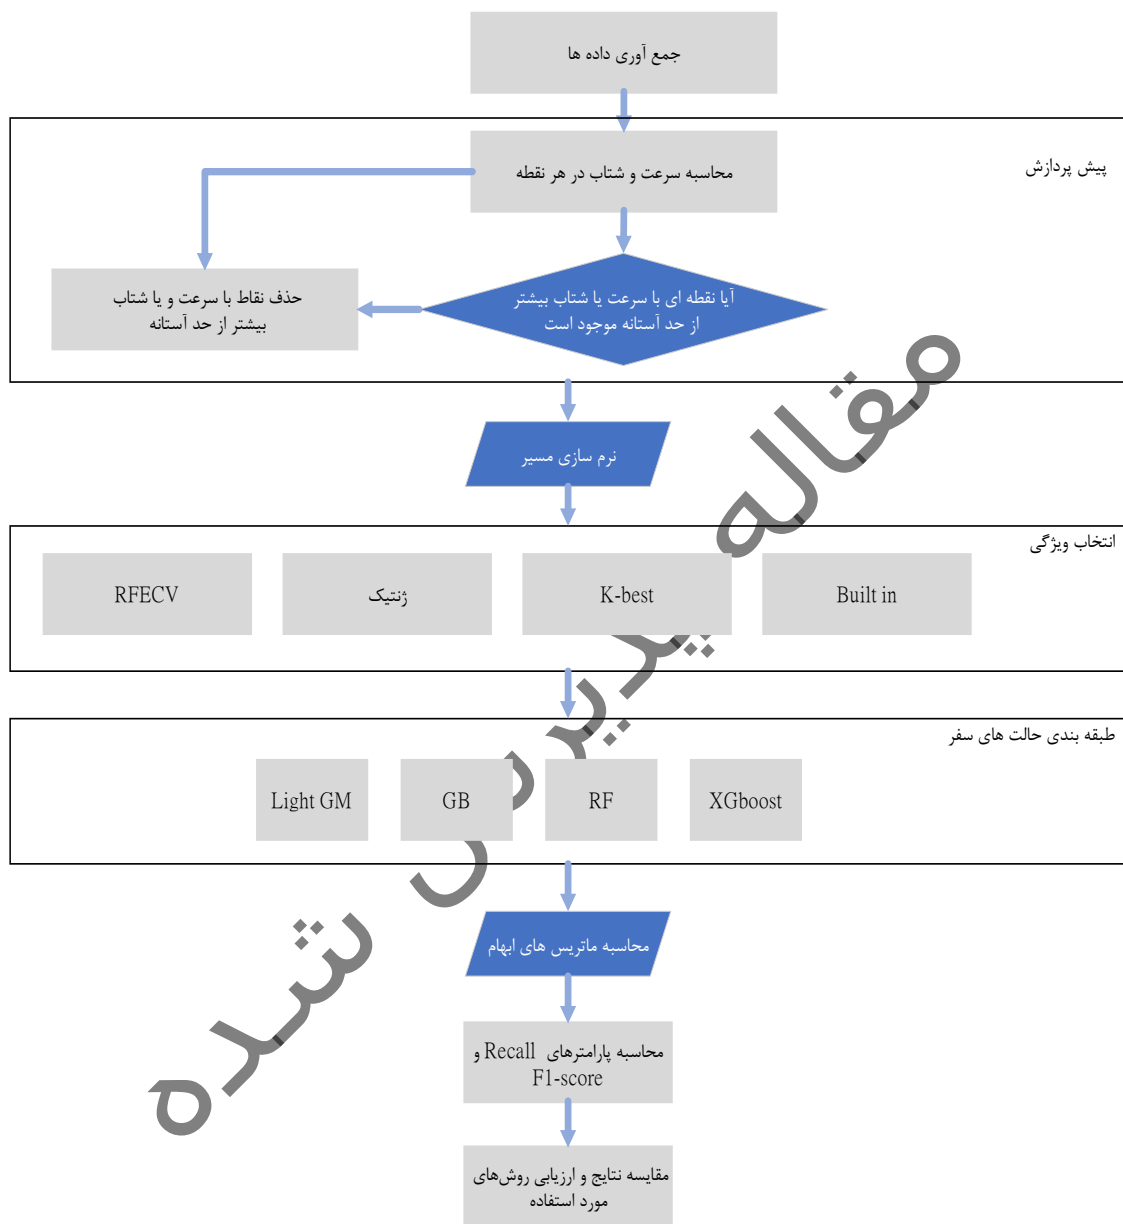 جمع آوری داده ها
پیش پردازش
محاسبه سرعت و شتاب در هر نقطه
آیا نقطه ای با سرعت یا شتاب بیشتر
از حد آستانه موجود است
حذف نقاط با سرعت و یا شتاب
بیشتر از حد آستانه
نرم سازی مسیر
انتخاب ویژگی
RFECV
ژنتیک
K-best
Built in
طبقه بندی حالت های سفر
Light GM
GB
RF
XGboost
محاسبه ماتریس های ابهام
محاسبه پارامترهای Recall و
F1-score
مقایسه نتایج و ارزیابی روش‌های
مورد استفاده
مقاله پذیرش شده